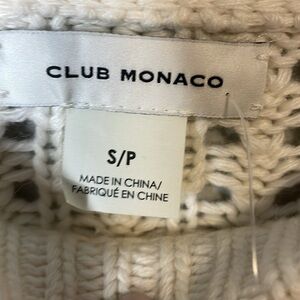 CLUB MONACO
S/P
MADE IN CHINA/
FABRIQUÉ EN CHINE